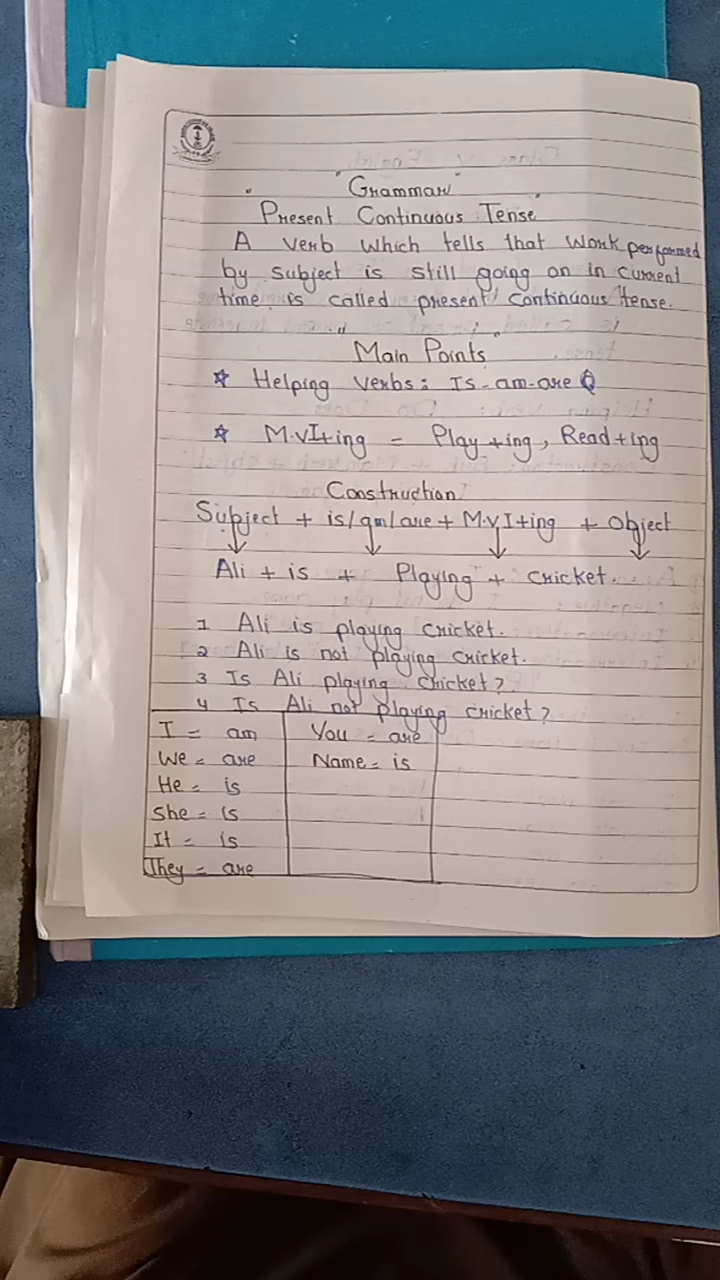 "Grammar"
"Present Continuous Tense"
A verb which tells that work performed
by subject is still going on in current
time is called present continuous tense.
"Main Points"
☆ Helping verbs: Is-am-are
☆ M.vI+ing = Play+ing, Read+ing
Construction
Subject + is/am/are + M.vI+ing + Object
↓ ↓ ↓ ↓
Ali + is + Playing + cricket.
1 Ali is playing cricket.
2 Ali is not playing cricket.
3 Is Ali playing cricket?
4 Is Ali not playing cricket?
I = am You = are
We = are Name = is
He = is
She = is
It = is
They = are